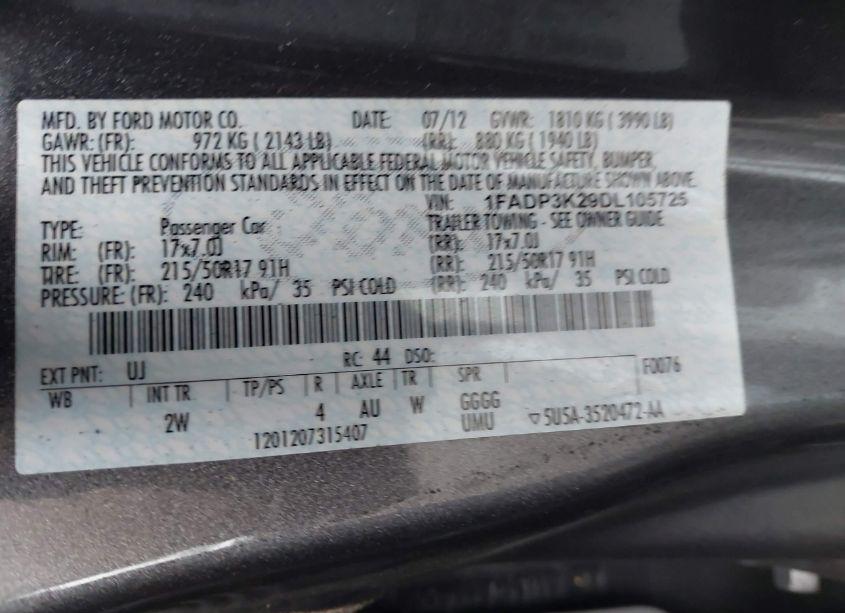 MFD. BY FORD MOTOR CO. DATE: 07/12 GVWR: 1810 KG ( 3990 LB)
GAWR: (FR): 972 KG ( 2143 LB) (RR): 880 KG ( 1940 LB)
THIS VEHICLE CONFORMS TO ALL APPLICABLE FEDERAL MOTOR VEHICLE SAFETY, BUMPER,
AND THEFT PREVENTION STANDARDS IN EFFECT ON THE DATE OF MANUFACTURE SHOWN ABOVE.
VIN: 1FADP3K29DL105725
TYPE: Passenger Car TRAILER TOWING - SEE OWNER GUIDE
RIM: (FR): 17x7.0J (RR): 17x7.0J
TIRE: (FR): 215/50R17 91H (RR): 215/50R17 91H
PRESSURE: (FR): 240 kPa/ 35 PSI COLD (RR): 240 kPa/ 35 PSI COLD
EXT PNT: UJ RC: 44 DSO: F0076
WB INT TR TP/PS R AXLE TR SPR
2W 4 AU W GGGG
UMU ▽5U5A-3520472-AA
1201207315407